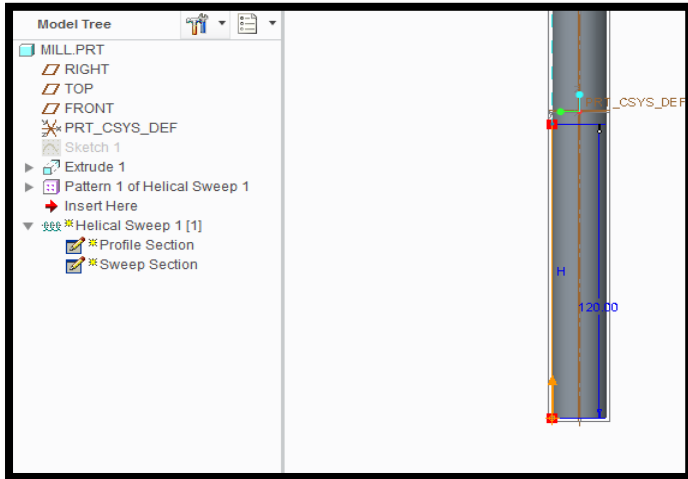 Model Tree
MILL.PRT
RIGHT
TOP
FRONT
PRT_CSYS_DEF
Sketch 1
Extrude 1
Pattern 1 of Helical Sweep 1
Insert Here
Helical Sweep 1 [1]
Profile Section
Sweep Section
PRT_CSYS_DEF
H
120.00